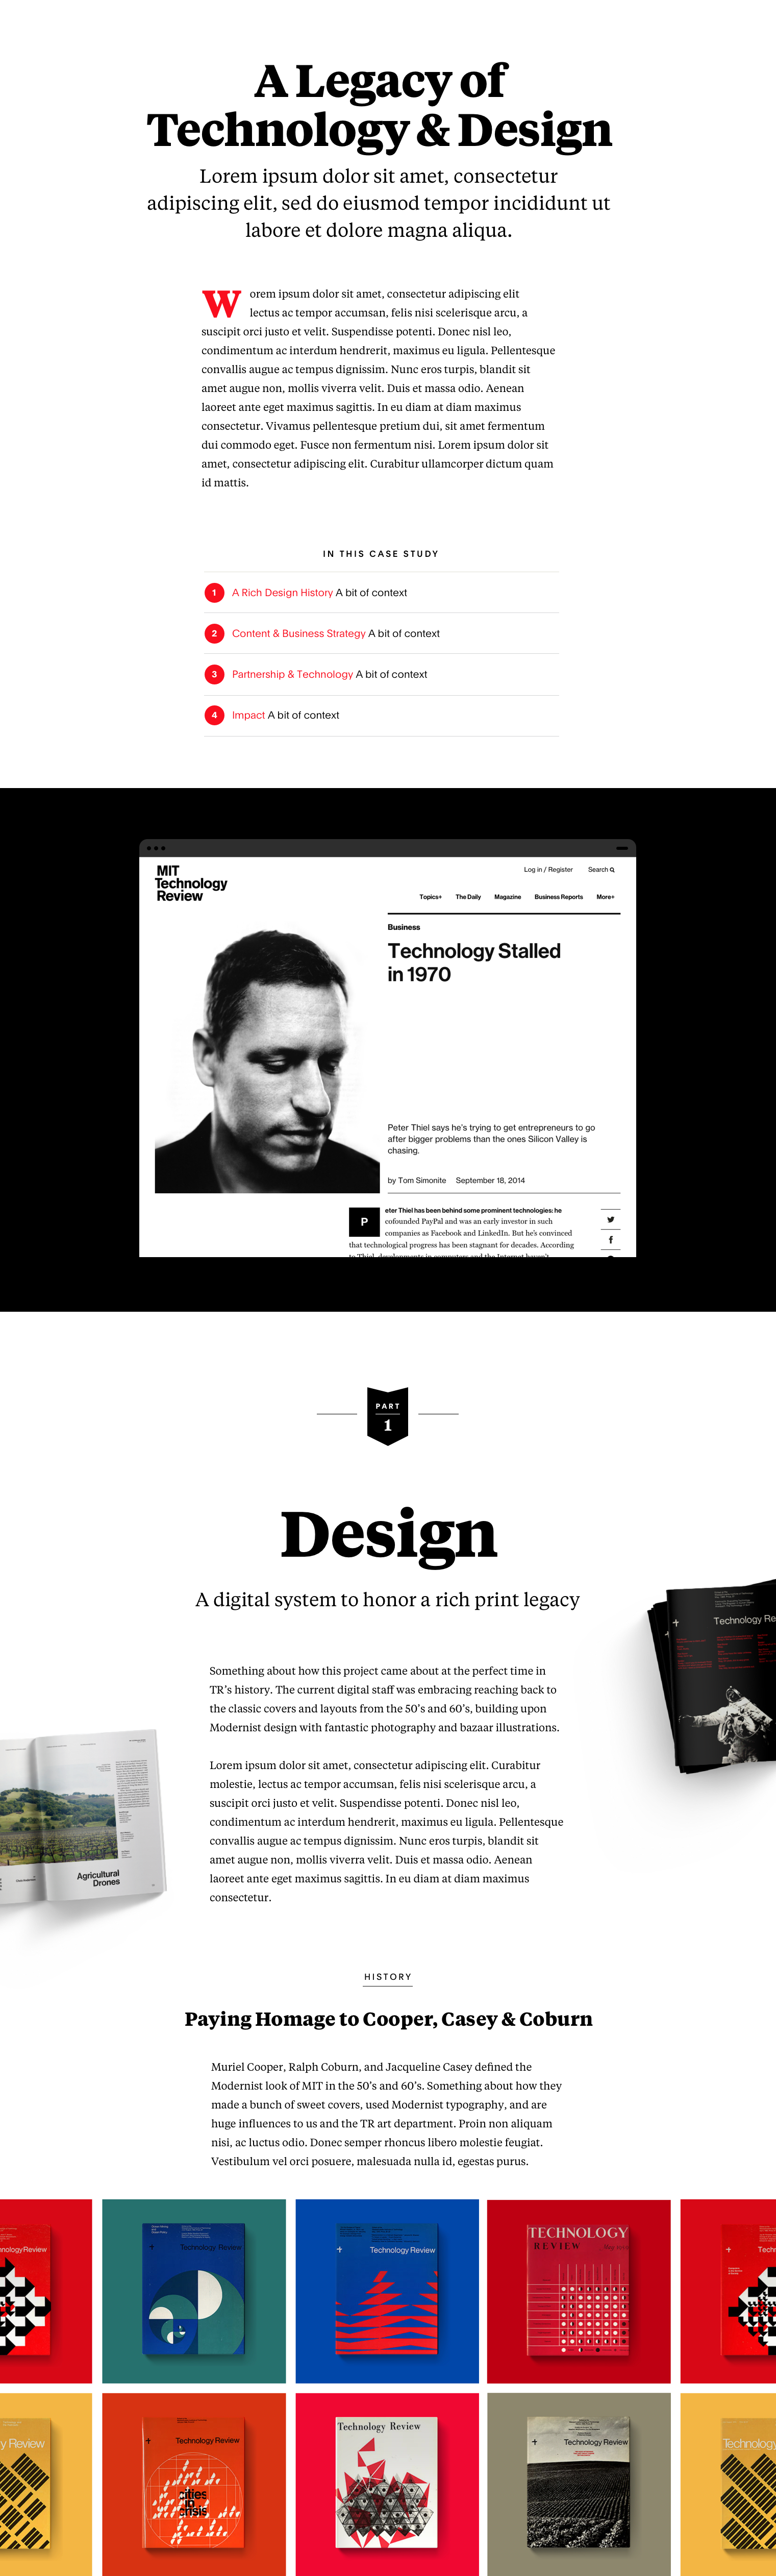 A Legacy of
Technology & Design
Lorem ipsum dolor sit amet, consectetur
adipiscing elit, sed do eiusmod tempor incididunt ut
labore et dolore magna aliqua.
Worem ipsum dolor sit amet, consectetur adipiscing elit
lectus ac tempor accumsan, felis nisi scelerisque arcu, a
suscipit orci justo et velit. Suspendisse potenti. Donec nisl leo,
condimentum ac interdum hendrerit, maximus eu ligula. Pellentesque
convallis augue ac tempus dignissim. Nunc eros turpis, blandit sit
amet augue non, mollis viverra velit. Duis et massa odio. Aenean
laoreet ante eget maximus sagittis. In eu diam at diam maximus
consectetur. Vivamus pellentesque pretium dui, sit amet fermentum
dui commodo eget. Fusce non fermentum nisi. Lorem ipsum dolor sit
amet, consectetur adipiscing elit. Curabitur ullamcorper dictum quam
id mattis.
IN THIS CASE STUDY
1 A Rich Design History A bit of context
2 Content & Business Strategy A bit of context
3 Partnership & Technology A bit of context
4 Impact A bit of context
MIT
Technology
Review
Log in / Register Search
Topics+ The Daily Magazine Business Reports More+
Business
Technology Stalled
in 1970
Peter Thiel says he's trying to get entrepreneurs to go
after bigger problems than the ones Silicon Valley is
chasing.
by Tom Simonite September 18, 2014
Peter Thiel has been behind some prominent technologies: he
cofounded PayPal and was an early investor in such
companies as Facebook and LinkedIn. But he's convinced
that technological progress has been stagnant for decades. According
to Thiel, developments in computers and the Internet haven't
PART
1
Design
A digital system to honor a rich print legacy
Technology Re
Something about how this project came about at the perfect time in
TR's history. The current digital staff was embracing reaching back to
the classic covers and layouts from the 50's and 60's, building upon
Modernist design with fantastic photography and bazaar illustrations.
Lorem ipsum dolor sit amet, consectetur adipiscing elit. Curabitur
molestie, lectus ac tempor accumsan, felis nisi scelerisque arcu, a
suscipit orci justo et velit. Suspendisse potenti. Donec nisl leo,
condimentum ac interdum hendrerit, maximus eu ligula. Pellentesque
convallis augue ac tempus dignissim. Nunc eros turpis, blandit sit
amet augue non, mollis viverra velit. Duis et massa odio. Aenean
laoreet ante eget maximus sagittis. In eu diam at diam maximus
consectetur.
Agricultural
Drones
HISTORY
Paying Homage to Cooper, Casey & Coburn
Muriel Cooper, Ralph Coburn, and Jacqueline Casey defined the
Modernist look of MIT in the 50's and 60's. Something about how they
made a bunch of sweet covers, used Modernist typography, and are
huge influences to us and the TR art department. Proin non aliquam
nisi, ac luctus odio. Donec semper rhoncus libero molestie feugiat.
Vestibulum vel orci posuere, malesuada nulla id, egestas purus.
nologyReview
Technology Review
Technology Review
TECHNOLOGY
REVIEW
Techn
y Review
Technology Review
cities
in
crisis
Technology Review
Technology Review
Technology